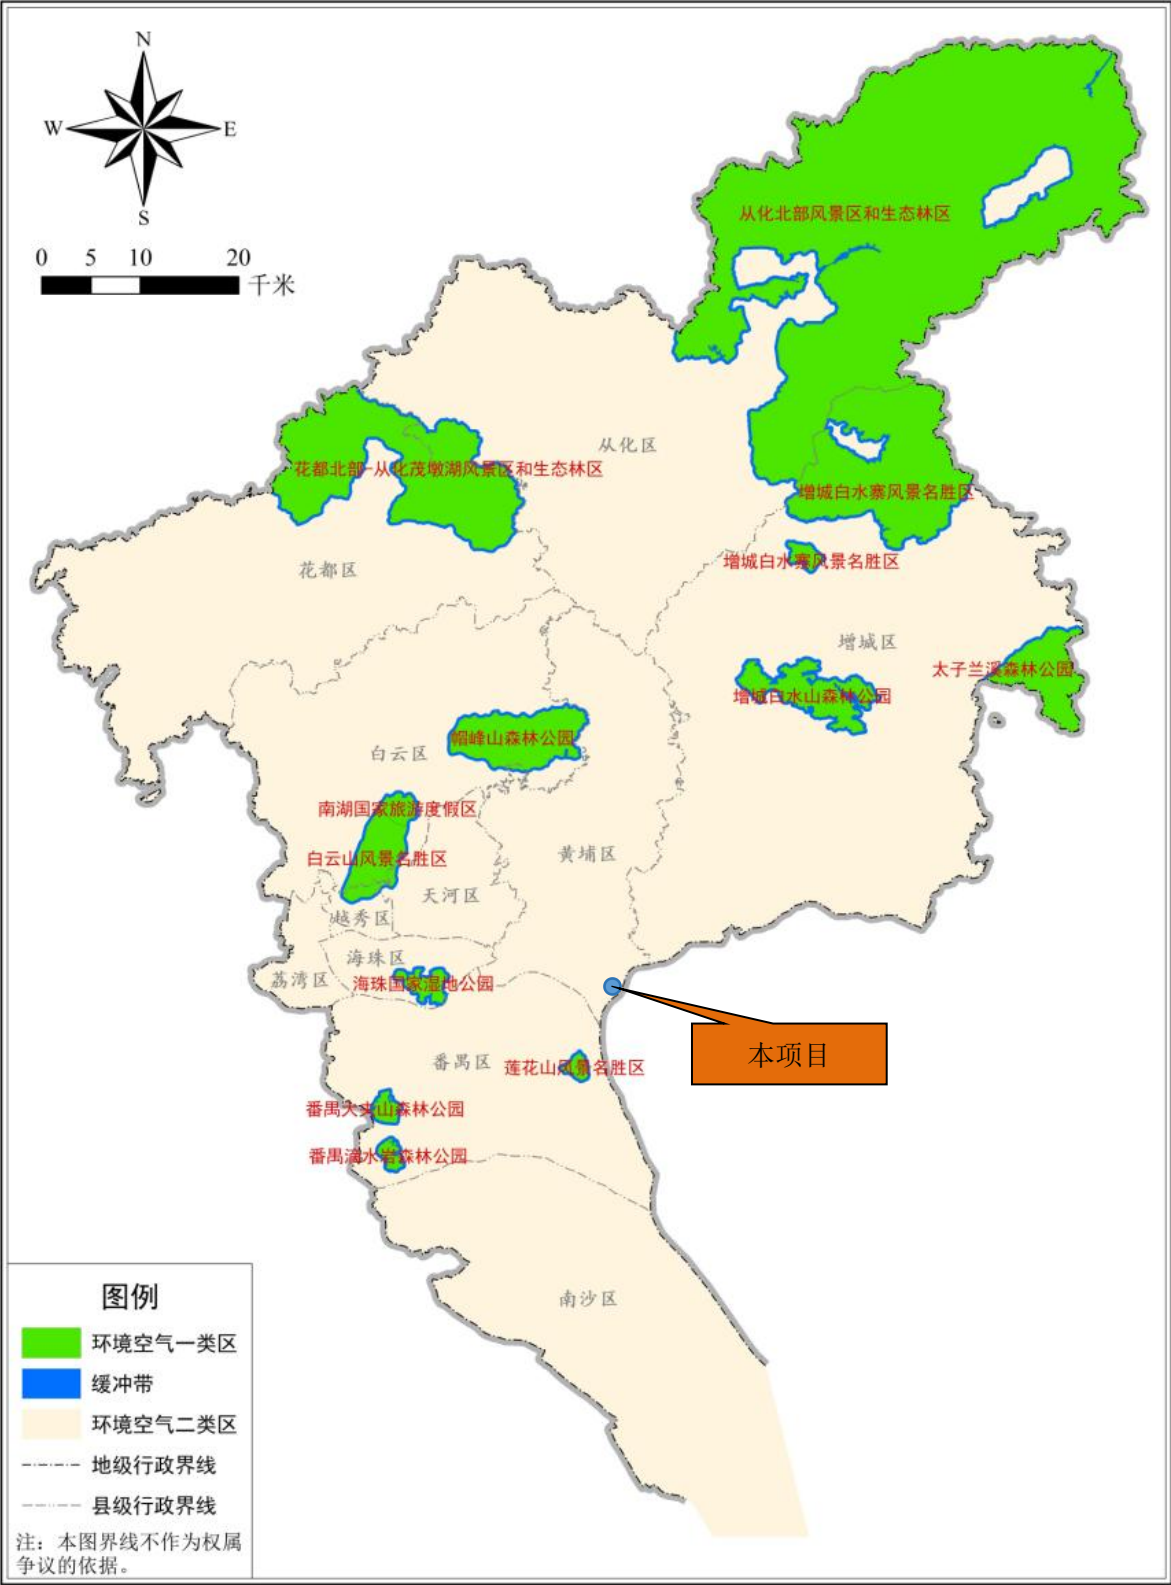 N
W
E
S
0 5 10 20
千米
从化北部风景区和生态林区
从化区
花都北部-从化茂墩湖风景区和生态林区
增城白水寨风景名胜区
增城白水寨风景名胜区
花都区
增城区
太子兰溪森林公园
增城白水山森林公园
帽峰山森林公园
白云区
南湖国家旅游度假区
白云山风景名胜区
黄埔区
天河区
越秀区
海珠区
荔湾区
海珠国家湿地公园
本项目
番禺区
莲花山风景名胜区
番禺大夫山森林公园
番禺滴水岩森林公园
南沙区
图例
环境空气一类区
缓冲带
环境空气二类区
地级行政界线
县级行政界线
注：本图界线不作为权属
争议的依据。